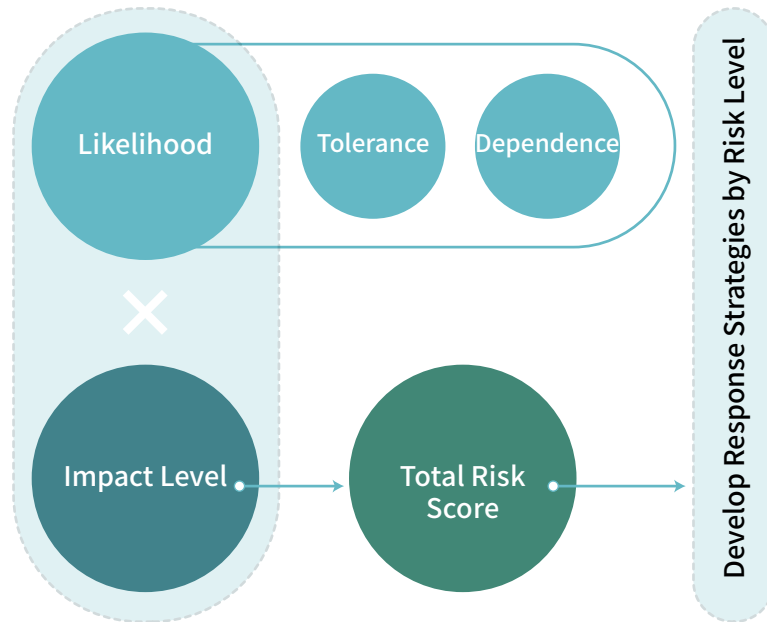 Likelihood
Tolerance
Dependence
Impact Level
Total Risk
Score
Develop Response Strategies by Risk Level